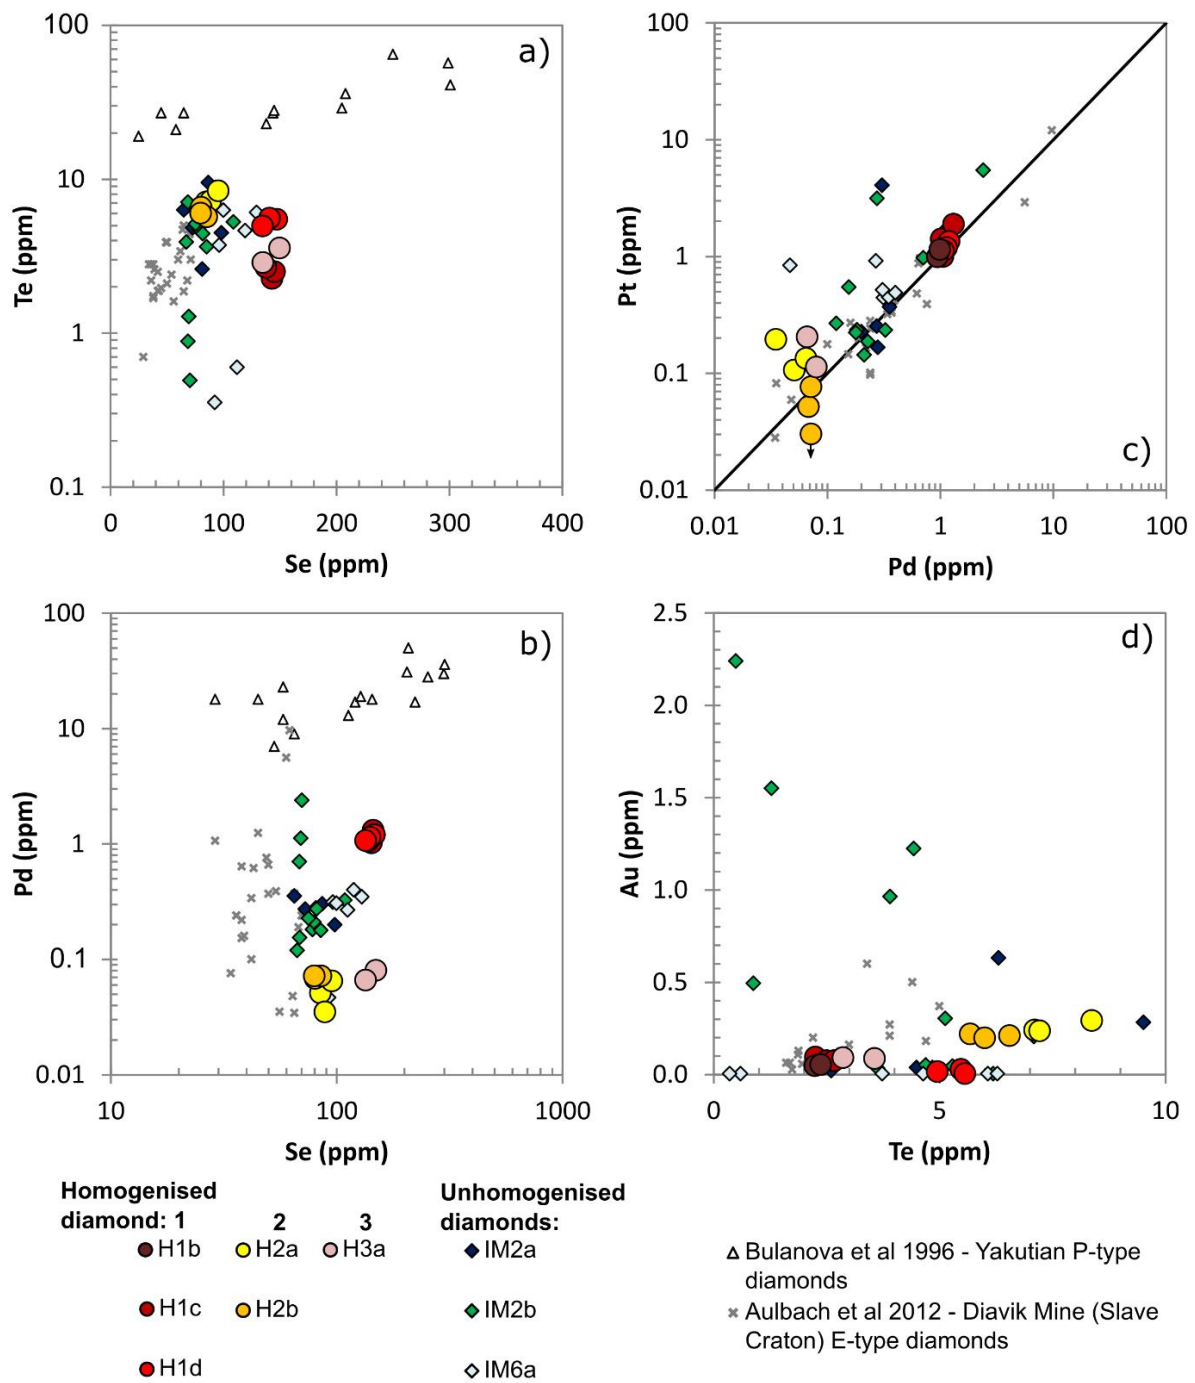 a)
100
10
1
0.1
Te (ppm)
0 100 200 300 400
Se (ppm)
c)
100
10
1
0.1
0.01
Pt (ppm)
0.01 0.1 1 10 100
Pd (ppm)
b)
100
10
1
0.1
0.01
Pd (ppm)
10 100 1000
Se (ppm)
d)
2.5
2.0
1.5
1.0
0.5
0.0
Au (ppm)
0 5 10
Te (ppm)
Homogenised
diamond: 1 2 3
H1b H2a H3a
H1c H2b
H1d
Unhomogenised
diamonds:
IM2a
IM2b
IM6a
Bulanova et al 1996 - Yakutian P-type
diamonds
Aulbach et al 2012 - Diavik Mine (Slave
Craton) E-type diamonds